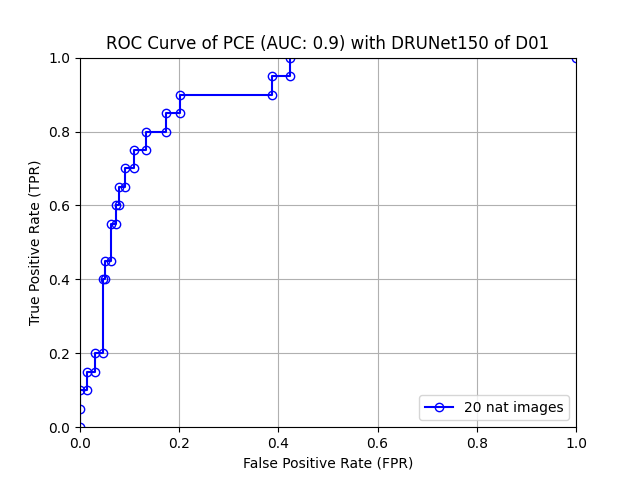 ROC Curve of PCE (AUC: 0.9) with DRUNet150 of D01
1.0
0.8
0.6
0.4
0.2
0.0
True Positive Rate (TPR)
20 nat images
0.0 0.2 0.4 0.6 0.8 1.0
False Positive Rate (FPR)